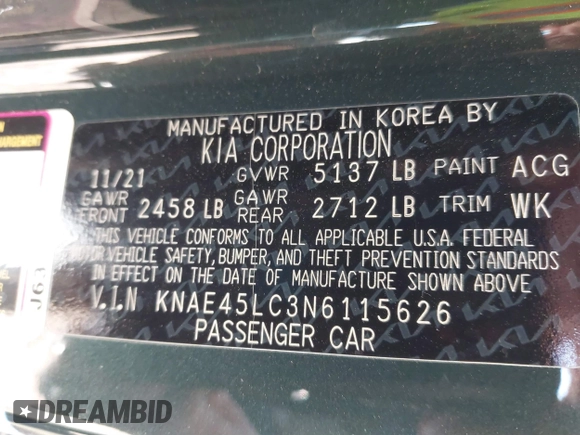 MANUFACTURED IN KOREA BY
KIA CORPORATION
11/21 GVWR 5137 LB PAINT ACG
GAWR FRONT 2458 LB GAWR REAR 2712 LB TRIM WK
THIS VEHICLE CONFORMS TO ALL APPLICABLE U.S.A. FEDERAL
MOTOR VEHICLE SAFETY, BUMPER, AND THEFT PREVENTION STANDARDS
IN EFFECT ON THE DATE OF MANUFACTURE SHOWN ABOVE
V.I.N KNAE45LC3N6115626
PASSENGER CAR
J63
DREAMBID